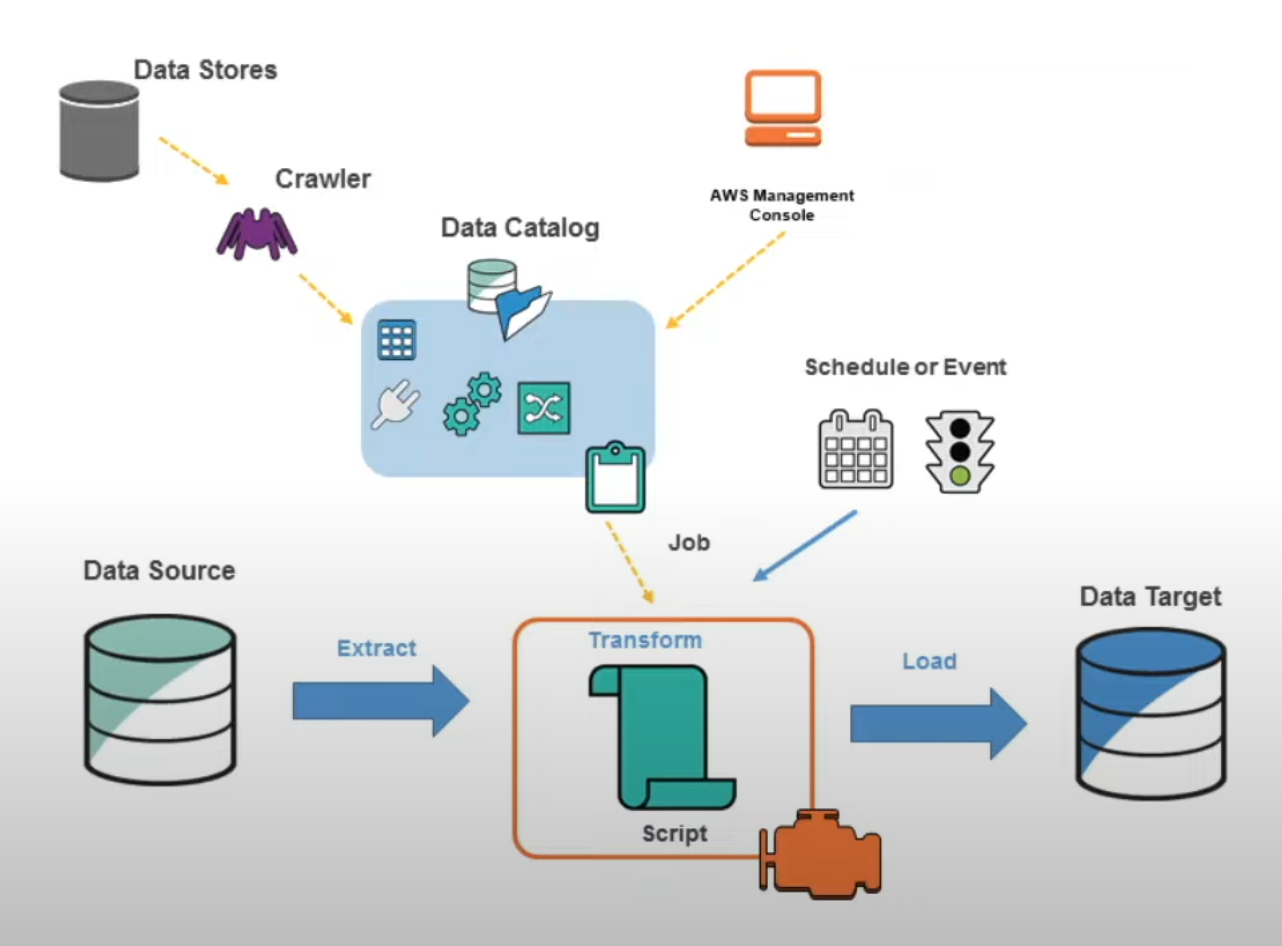 Data Stores
Crawler
Data Catalog
AWS Management
Console
Schedule or Event
Job
Data Source
Extract
Transform
Script
Load
Data Target